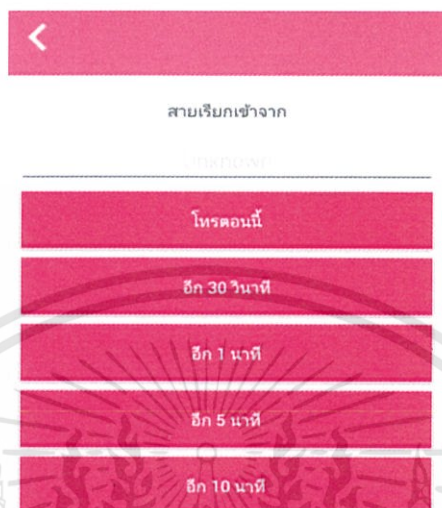 สายเรียกเข้าจาก
โทรตอนนี้
อีก 30 วินาที
อีก 1 นาที
อีก 5 นาที
อีก 10 นาที